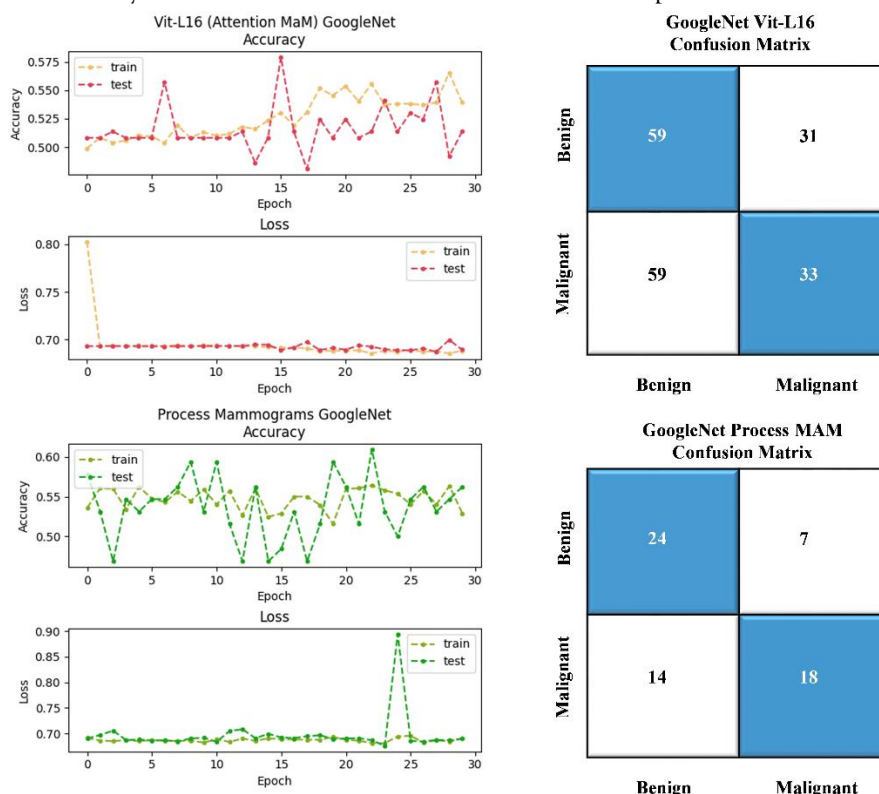 Vit-L16 (Attention MaM) GoogleNet
Accuracy
train
test
0.575
0.550
0.525
0.500
Accuracy
0 5 10 15 20 25 30
Epoch
Loss
train
test
0.80
0.75
0.70
Loss
0 5 10 15 20 25 30
Epoch
GoogleNet Vit-L16
Confusion Matrix
Benign
59 31
Malignant
59 33
Benign Malignant
Process Mammograms GoogleNet
Accuracy
train
test
0.60
0.55
0.50
Accuracy
0 5 10 15 20 25 30
Epoch
Loss
train
test
0.90
0.85
0.80
0.75
0.70
Loss
0 5 10 15 20 25 30
Epoch
GoogleNet Process MAM
Confusion Matrix
Benign
24 7
Malignant
14 18
Benign Malignant